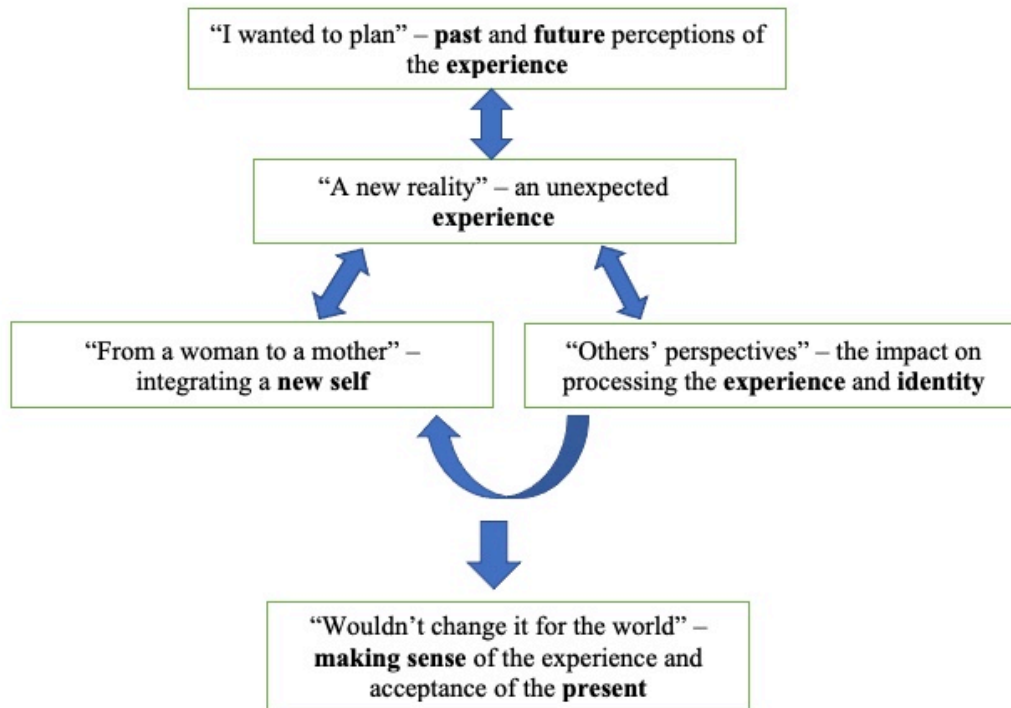 “I wanted to plan” – past and future perceptions of
the experience
“A new reality” – an unexpected
experience
“From a woman to a mother” –
integrating a new self
“Others’ perspectives” – the impact on
processing the experience and identity
“Wouldn’t change it for the world” –
making sense of the experience and
acceptance of the present